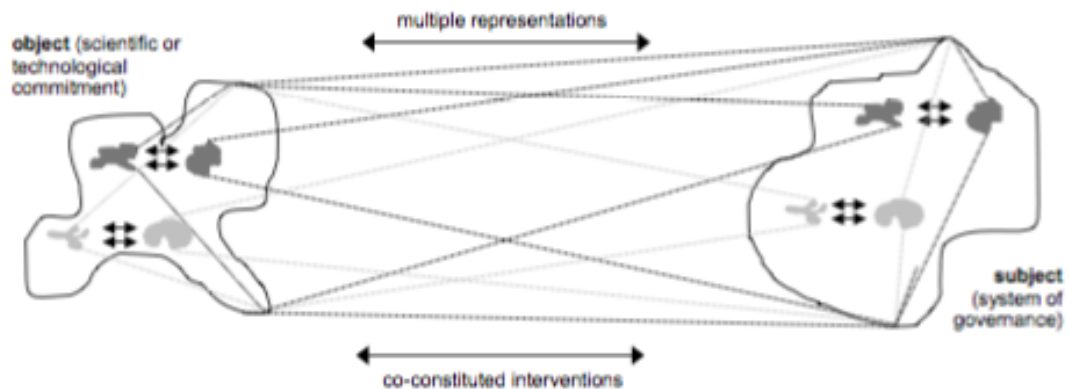 multiple representations
object (scientific or
technological
commitment)
subject
(system of
governance)
co-constituted interventions